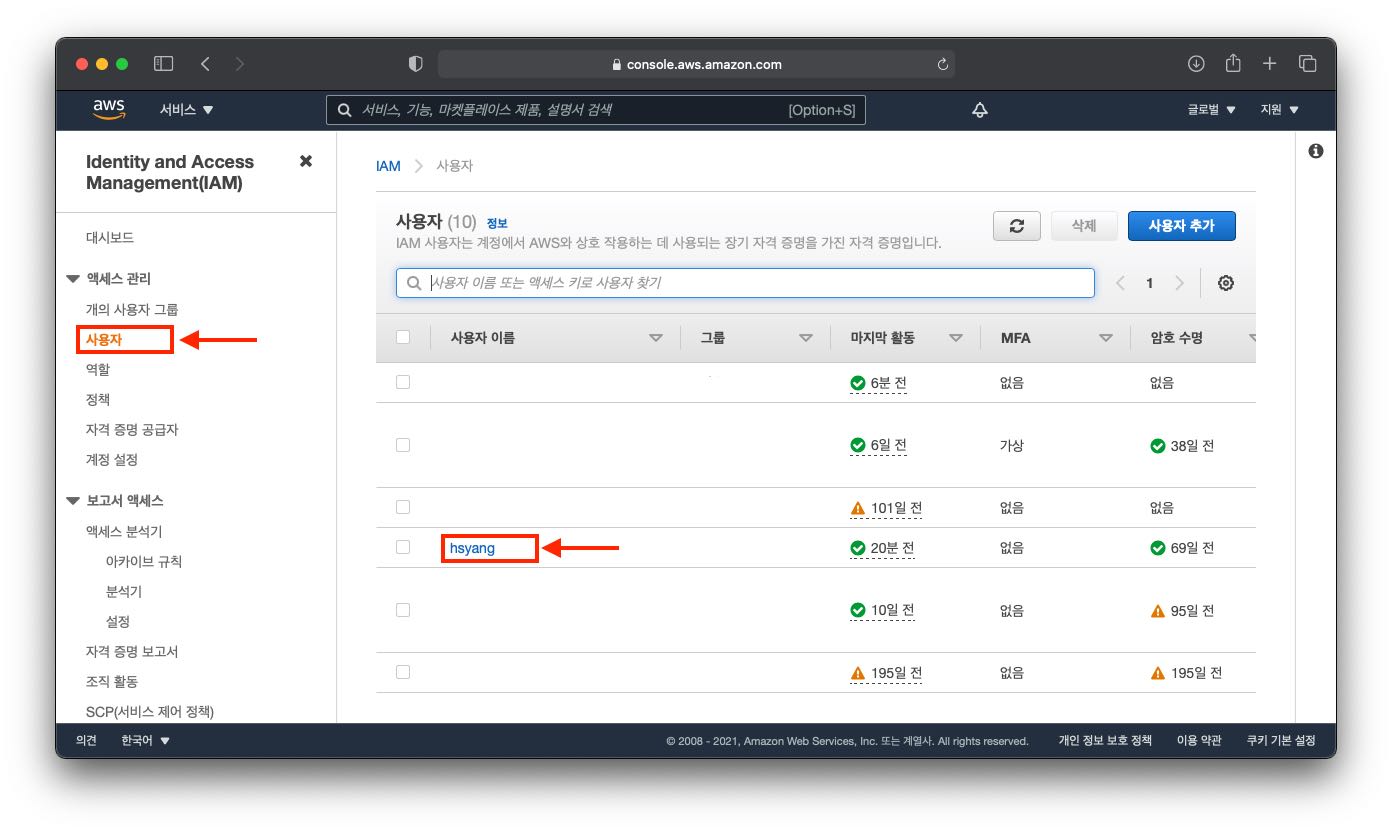 console.aws.amazon.com
aws 서비스 서비스, 기능, 마켓플레이스 제품, 설명서 검색 [Option+S] 글로벌 지원
Identity and Access
Management(IAM)
대시보드
액세스 관리
개의 사용자 그룹
사용자
역할
정책
자격 증명 공급자
계정 설정
보고서 액세스
액세스 분석기
아카이브 규칙
분석기
설정
자격 증명 보고서
조직 활동
SCP(서비스 제어 정책)
IAM 사용자
사용자 (10) 정보
IAM 사용자는 계정에서 AWS와 상호 작용하는 데 사용되는 장기 자격 증명을 가진 자격 증명입니다.
삭제
사용자 추가
사용자 이름 또는 액세스 키로 사용자 찾기
1
사용자 이름 그룹 마지막 활동 MFA 암호 수명
6분 전 없음 없음
6일 전 가상 38일 전
101일 전 없음 없음
hsyang 20분 전 없음 69일 전
10일 전 없음 95일 전
195일 전 없음 195일 전
의견 한국어 © 2008 - 2021, Amazon Web Services, Inc. 또는 계열사. All rights reserved. 개인 정보 보호 정책 이용 약관 쿠키 기본 설정